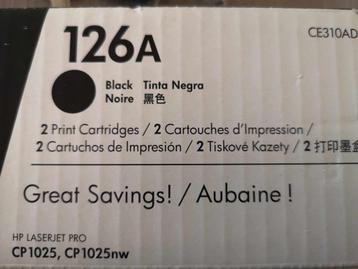 126A
CE310AD
Black Tinta Negra
Noire 黑色
2 Print Cartridges / 2 Cartouches d'Impression /
2 Cartuchos de Impresión / 2 Tiskové Kazety / 2 打印墨盒
Great Savings! / Aubaine !
HP LASERJET PRO
CP1025, CP1025nw